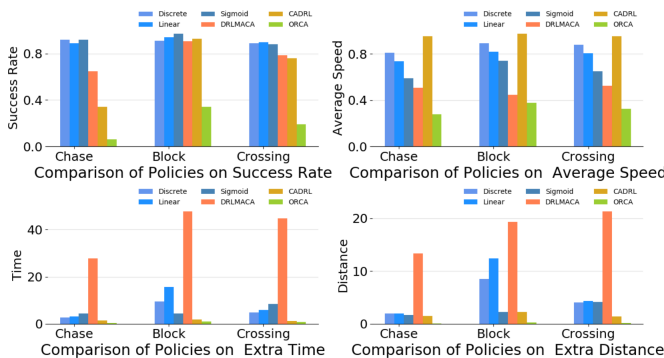 Discrete Sigmoid CADRL
Linear DRLMACA ORCA
Success Rate
0.8
0.4
0.0
Chase Block Crossing
Comparison of Policies on Success Rate
Discrete Sigmoid CADRL
Linear DRLMACA ORCA
Average Speed
0.8
0.4
0.0
Chase Block Crossing
Comparison of Policies on Average Speed
Discrete Sigmoid CADRL
Linear DRLMACA ORCA
Time
40
20
0
Chase Block Crossing
Comparison of Policies on Extra Time
Discrete Sigmoid CADRL
Linear DRLMACA ORCA
Distance
20
10
0
Chase Block Crossing
Comparison of Policies on Extra Distance